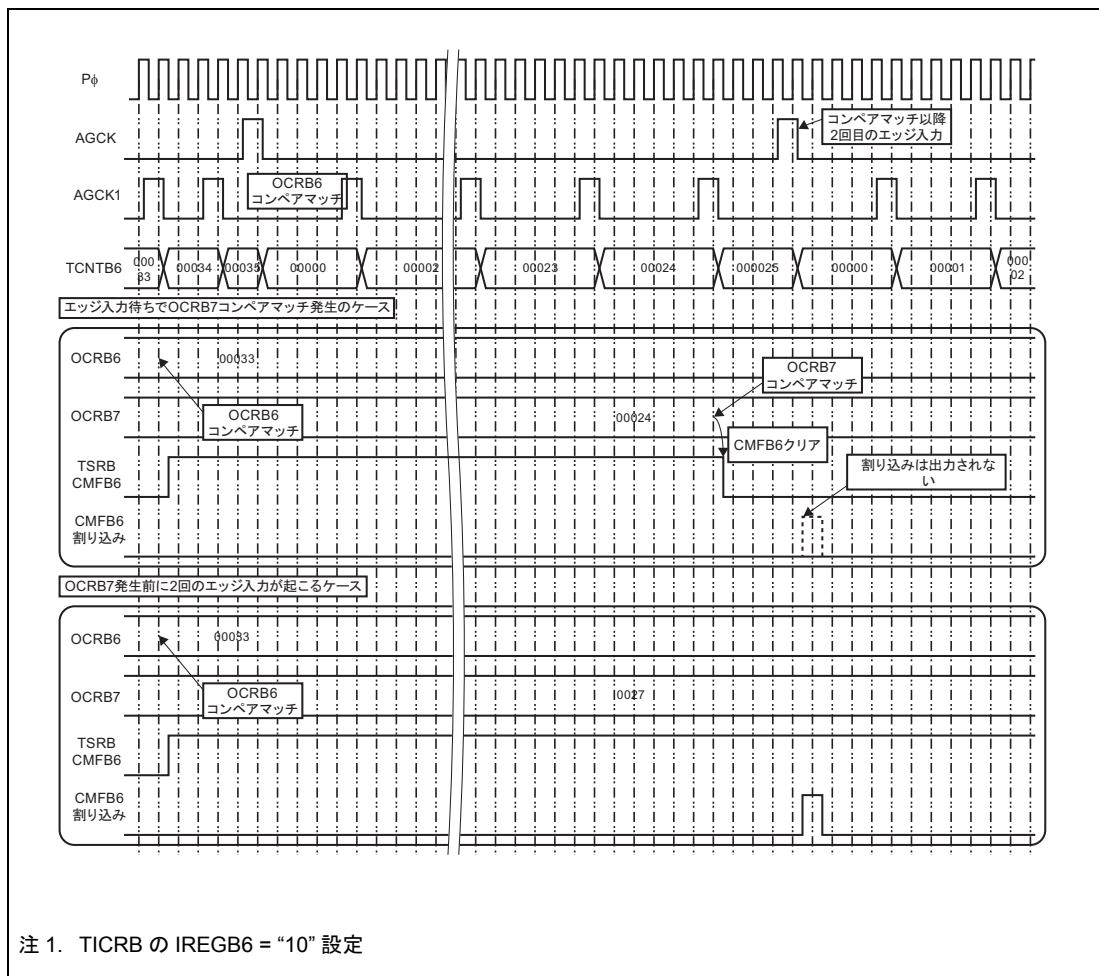 Pφ
AGCK
コンペアマッチ以降
2回目のエッジ入力
AGCK1
OCRB6
コンペアマッチ
TCNTB6
000
33
00034
00035
00000
00002
00023
00024
000025
00000
00001
000
02
エッジ入力待ちでOCRB7コンペアマッチ発生のケース
OCRB6
00033
OCRB7
コンペアマッチ
OCRB7
OCRB6
コンペアマッチ
00024
CMFB6クリア
TSRB
CMFB6
割り込みは出力されな
い
CMFB6
割り込み
OCRB7発生前に2回のエッジ入力が起こるケース
OCRB6
00033
OCRB7
OCRB6
コンペアマッチ
0027
TSRB
CMFB6
CMFB6
割り込み
注 1. TICRB の IREGB6 = “10” 設定